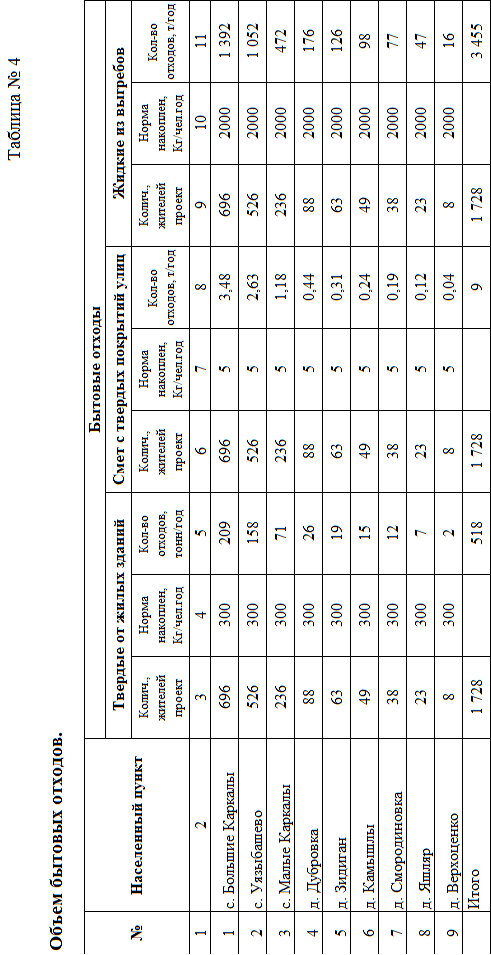 Таблица № 4
Объем бытовых отходов.
№ Населенный пункт Бытовые отходы
Твердые от жилых зданий Смет с твердых покрытий улиц Жидкие из выгребов
Колич., жителей проект Норма накоплен, Кг/чел.год Кол-во отходов, тонн/год Колич., жителей проект Норма накоплен, Кг/чел.год Кол-во отходов, т/год Колич., жителей проект Норма накоплен, Кг/чел.год Кол-во отходов, т/год
1 2 3 4 5 6 7 8 9 10 11
1 с. Большие Каркалы 696 300 209 696 5 3,48 696 2000 1 392
2 с. Уязыбашево 526 300 158 526 5 2,63 526 2000 1 052
3 с. Малые Каркалы 236 300 71 236 5 1,18 236 2000 472
4 д. Дубровка 88 300 26 88 5 0,44 88 2000 176
5 д. Зидиган 63 300 19 63 5 0,31 63 2000 126
6 д. Камышлы 49 300 15 49 5 0,24 49 2000 98
7 д. Смородиновка 38 300 12 38 5 0,19 38 2000 77
8 д. Яшляр 23 300 7 23 5 0,12 23 2000 47
9 д. Верхоценко 8 300 2 8 5 0,04 8 2000 16
Итого 1 728 518 1 728 9 1 728 3 455